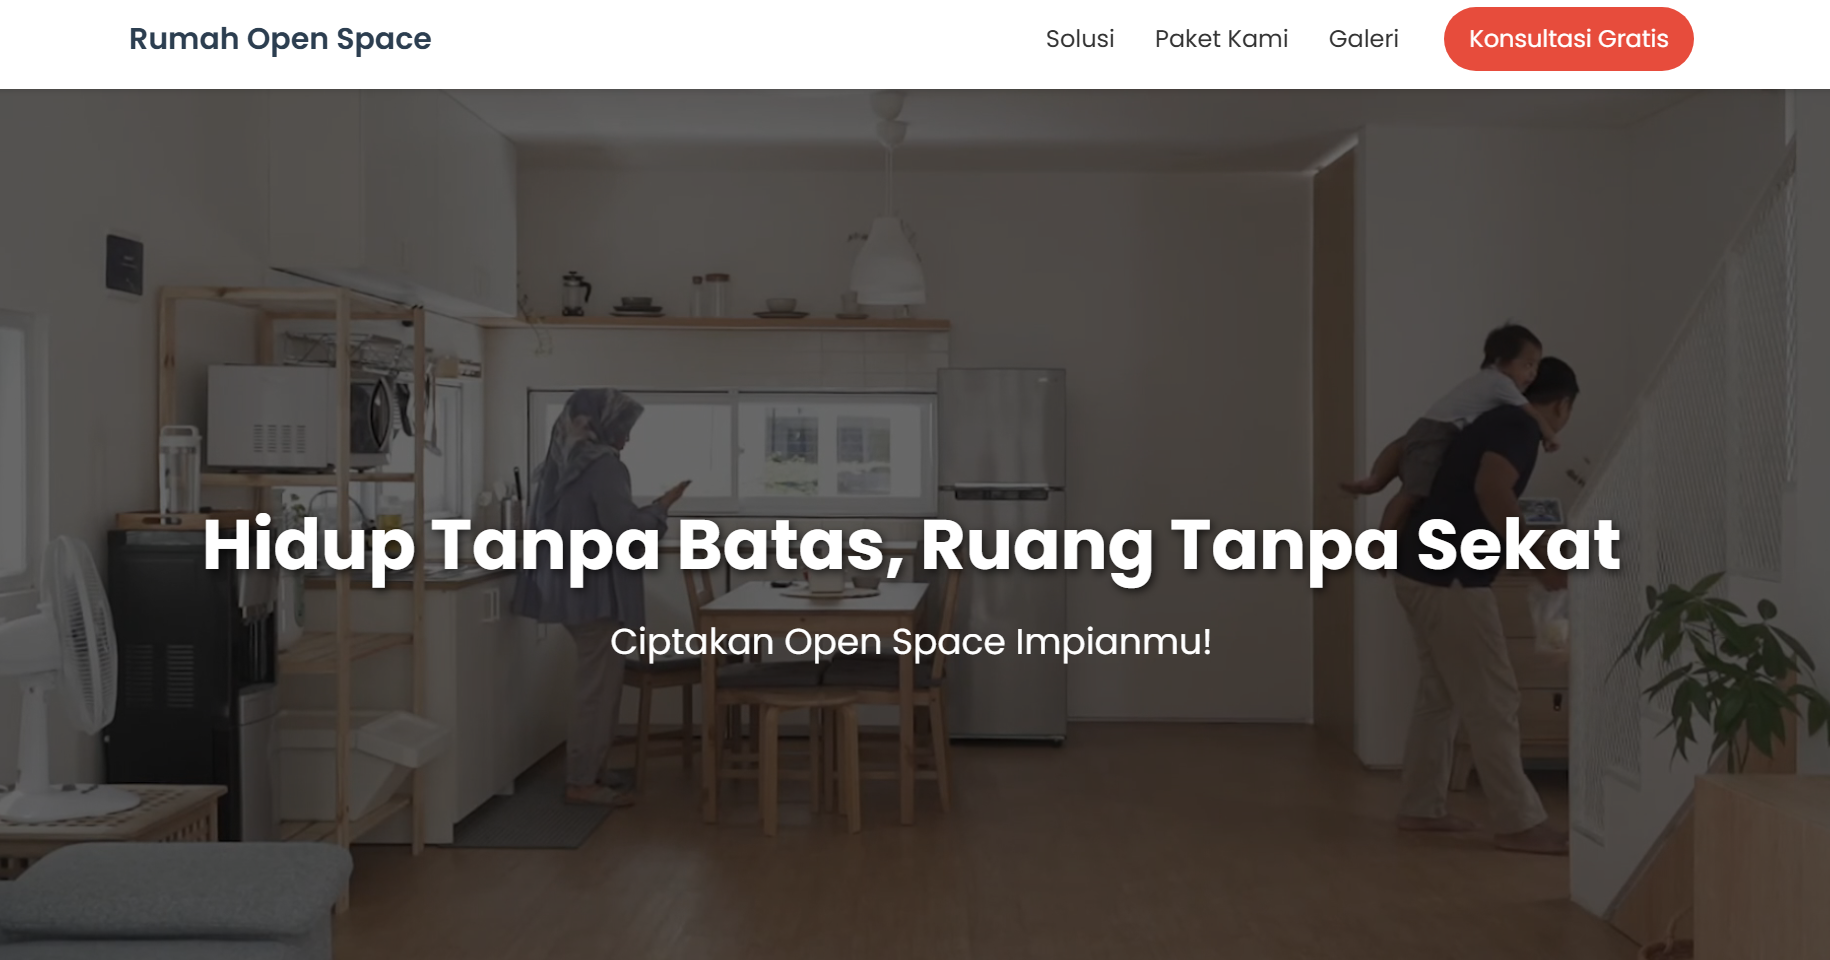 Rumah Open Space
Solusi
Paket Kami
Galeri
Konsultasi Gratis
Hidup Tanpa Batas, Ruang Tanpa Sekat
Ciptakan Open Space Impianmu!